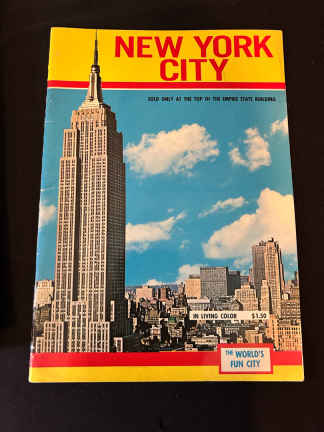 NEW YORK
CITY
SOLD ONLY AT THE TOP OF THE EMPIRE STATE BUILDING
IN LIVING COLOR $1.50
THE WORLD'S
FUN CITY